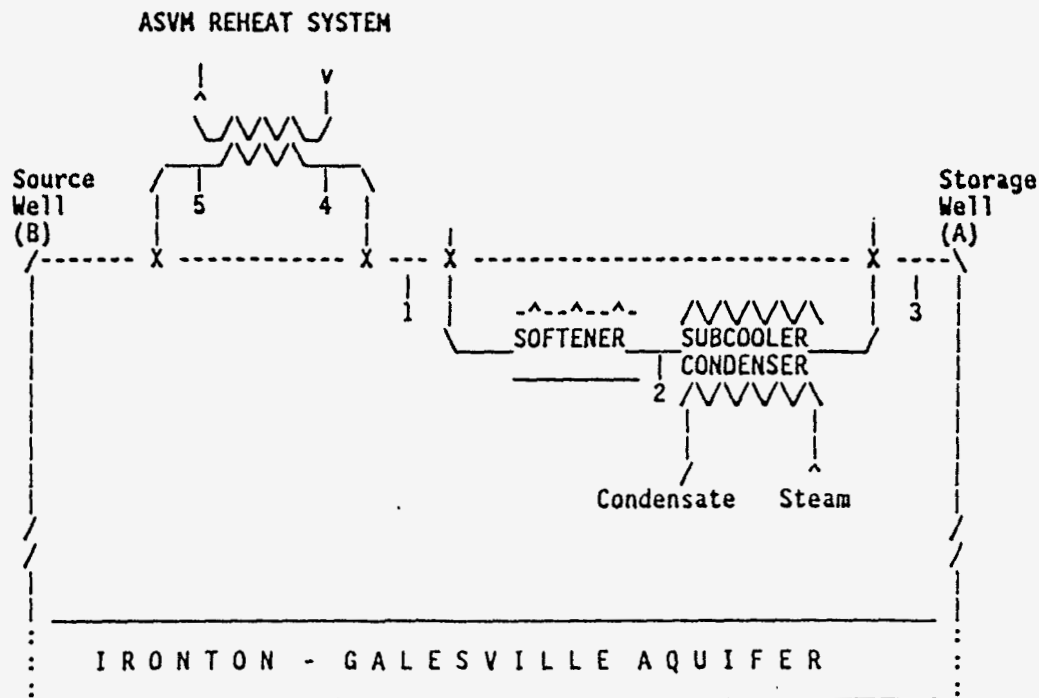 ASVM REHEAT SYSTEM
Source
Well
(B)
5
4
Storage
Well
(A)
1
3
SOFTENER
SUBCOOLER
CONDENSER
2
Condensate
Steam
IRONTON - GALESVILLE AQUIFER